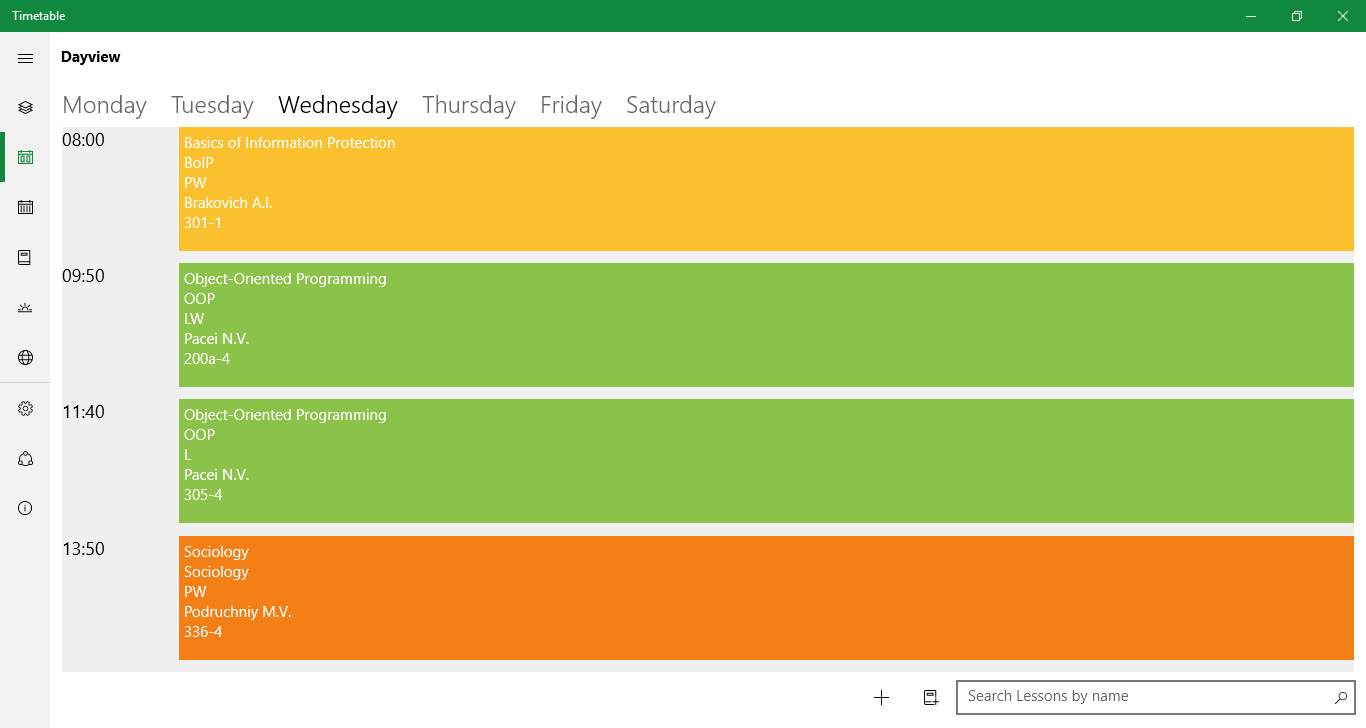 Timetable
Dayview
Monday Tuesday Wednesday Thursday Friday Saturday
08:00
Basics of Information Protection
BoIP
PW
Brakovich A.I.
301-1
09:50
Object-Oriented Programming
OOP
LW
Pacei N.V.
200a-4
11:40
Object-Oriented Programming
OOP
L
Pacei N.V.
305-4
13:50
Sociology
Sociology
PW
Podruchniy M.V.
336-4
Search Lessons by name